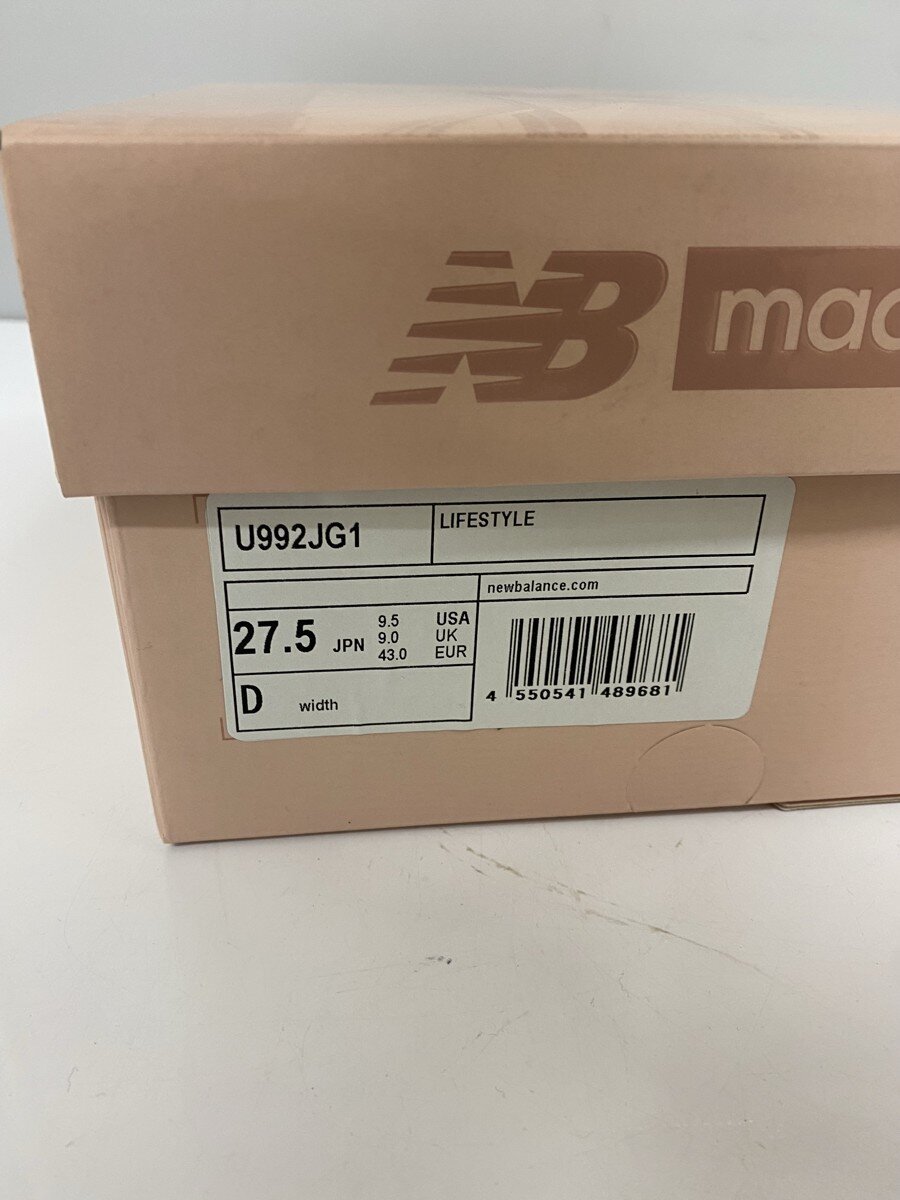 NB mad
U992JG1
LIFESTYLE
newbalance.com
27.5 JPN
9.5 USA
9.0 UK
43.0 EUR
D width
4 550541 489681